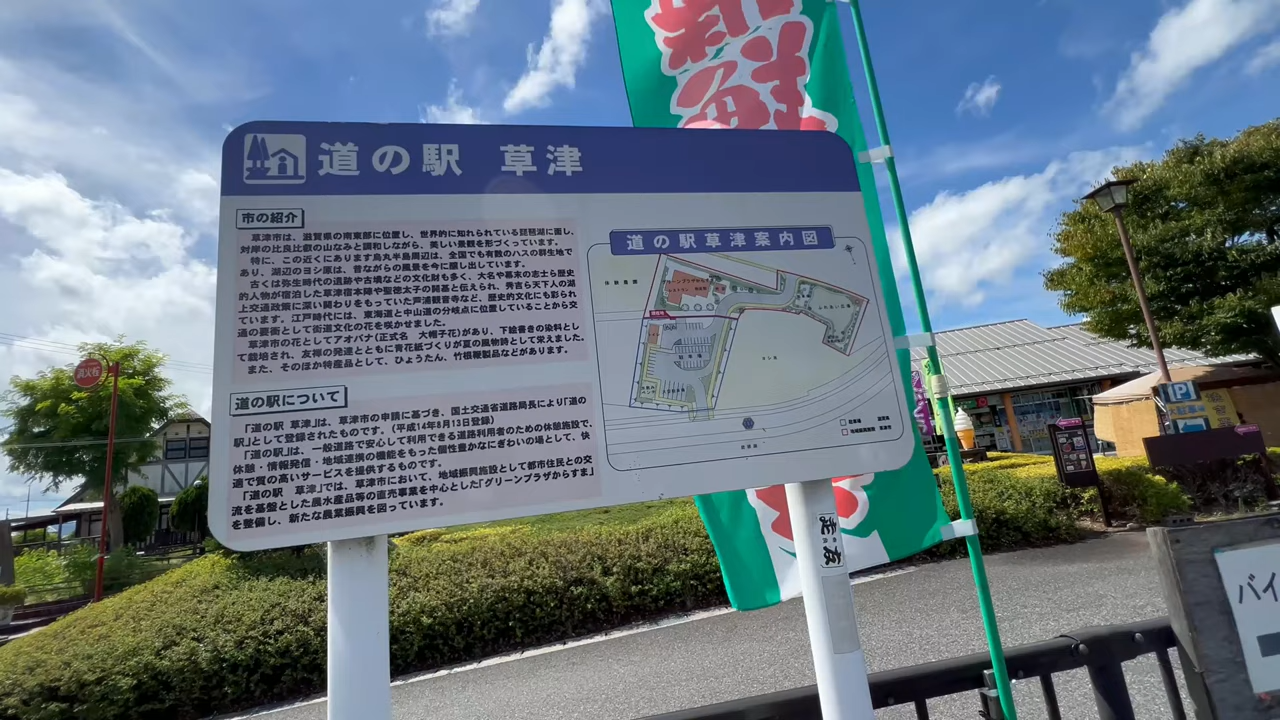 新鮮
道の駅 草津
市の紹介
草津市は、滋賀県の南東部に位置し、世界的に知れられている琵琶湖に面し、
対岸の比良比叡の山なみと調和しながら、美しい景観を形づくっています。
特に、この近くにあります烏丸半島周辺は、全国でも有数のハスの群生地で
あり、湖辺のヨシ原は、昔ながらの風景を今に醸し出しています。
古くは弥生時代の遺跡や古墳などの文化財も多く、大名や幕末の志士ら歴史
的人物が宿泊した草津宿本陣や聖徳太子の開基と伝えられ、秀吉ら天下人の湖
上交通政策に深い関わりをもっていた芦浦観音寺など、歴史的文化にも彩られ
ています。江戸時代には、東海道と中山道の分岐点に位置していることから交
通の要衝として街道文化の花を咲かせました。
草津市の花としてアオバナ(正式名 大帽子花)があり、下絵書きの染料とし
て栽培され、友禅の発達とともに青花紙づくりが夏の風物詩として栄えました。
また、そのほか特産品として、ひょうたん、竹根鞭製品などがあります。
道の駅について
「道の駅 草津」は、草津市の申請に基づき、国土交通省道路局長により「道の
駅」として登録されたものです。(平成14年8月13日登録)
「道の駅」は、一般道路で安心して利用できる道路利用者のための休憩施設で、
休憩・情報発信・地域連携の機能をもった個性豊かなにぎわいの場として、快
適で質の高いサービスを提供するものです。
「道の駅 草津」では、草津市において、地域振興施設として都市住民との交
流を基盤とした農水産品等の直売事業を中心とした「グリーンプラザからすま」
を整備し、新たな農業振興を図っています。
道の駅草津案内図
消火栓
P
バイ